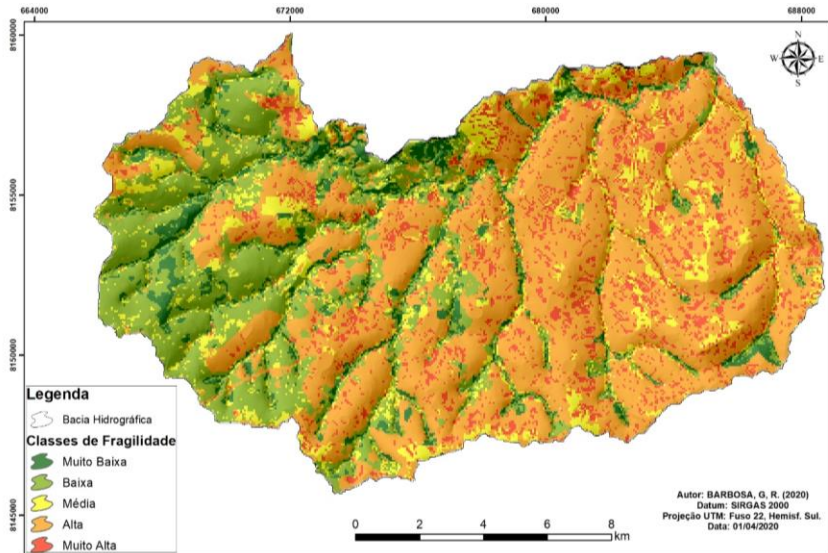 664000 672000 680000 688000
8160000
N
W E
S
8155000
8150000
8145000
Legenda
Bacia Hidrográfica
Classes de Fragilidade
Muito Baixa
Baixa
Média
Alta
Muito Alta
0 2 4 6 8
km
Autor: BARBOSA, G. R. (2020)
Datum: SIRGAS 2000
Projeção UTM: Fuso 22, Hemisf. Sul.
Data: 01/04/2020